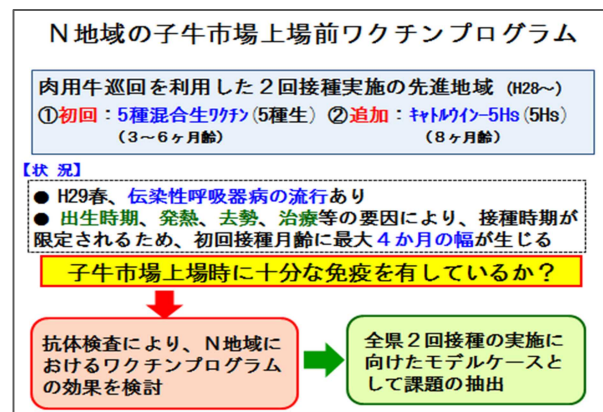 N地域の子牛市場上場前ワクチンプログラム
肉用牛巡回を利用した2回接種実施の先進地域 (H28～)
①初回：5種混合生ワクチン(5種生) ②追加：キャトルウイン-5Hs(5Hs)
(3～6ヶ月齢) (8ヶ月齢)
【状況】
● H29春、伝染性呼吸器病の流行あり
● 出生時期、発熱、去勢、治療等の要因により、接種時期が
限定されるため、初回接種月齢に最大4か月の幅が生じる
子牛市場上場時に十分な免疫を有しているか？
抗体検査により、N地域に
おけるワクチンプログラム
の効果を検討
全県2回接種の実施に
向けたモデルケースと
して課題の抽出